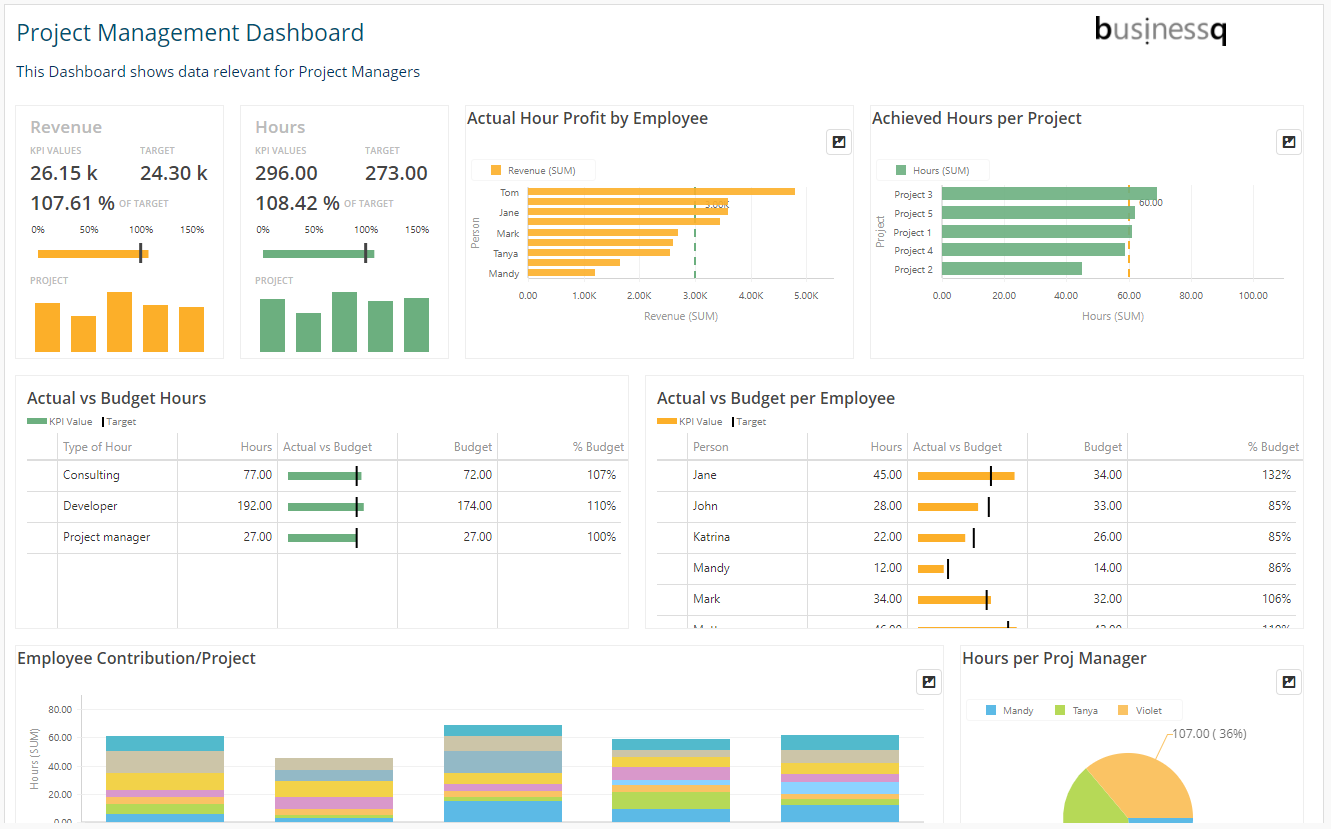 Project Management Dashboard
businessq
This Dashboard shows data relevant for Project Managers
Revenue
KPI VALUES TARGET
26.15 k 24.30 k
107.61 % OF TARGET
0% 50% 100% 150%
PROJECT
Hours
KPI VALUES TARGET
296.00 273.00
108.42 % OF TARGET
0% 50% 100% 150%
PROJECT
Actual Hour Profit by Employee
Revenue (SUM)
Person
Tom
3.00K
Jane
Mark
Tanya
Mandy
0.00 1.00K 2.00K 3.00K 4.00K 5.00K
Revenue (SUM)
Achieved Hours per Project
Hours (SUM)
Project
Project 3
60.00
Project 5
Project 1
Project 4
Project 2
0.00 20.00 40.00 60.00 80.00 100.00
Hours (SUM)
Actual vs Budget Hours
KPI Value Target
Type of Hour Hours Actual vs Budget Budget % Budget
Consulting 77.00 72.00 107%
Developer 192.00 174.00 110%
Project manager 27.00 27.00 100%
Actual vs Budget per Employee
KPI Value Target
Person Hours Actual vs Budget Budget % Budget
Jane 45.00 34.00 132%
John 28.00 33.00 85%
Katrina 22.00 26.00 85%
Mandy 12.00 14.00 86%
Mark 34.00 32.00 106%
Employee Contribution/Project
Hours (SUM)
80.00
60.00
40.00
20.00
0.00
Hours per Proj Manager
Mandy Tanya Violet
107.00 ( 36%)